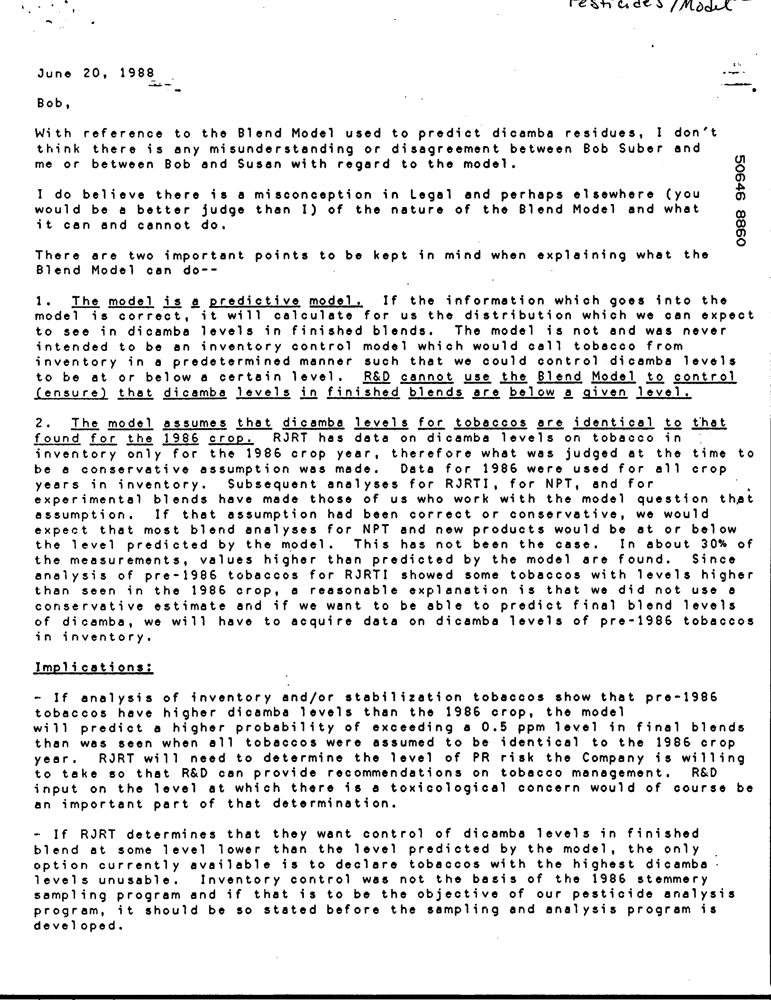 Pesticides/Model
June 20, 1988
Bob,
With reference to the Blend Model used to predict dicamba residues, I don't
think there is any misunderstanding or disagreement between Bob Suber and
me or between Bob and Susan with regard to the model.
I do believe there is a misconception in Legal and perhaps elsewhere (you
would be a better judge than I) of the nature of the Blend Model and what
it can and cannot do.
There are two important points to be kept in mind when explaining what the
Blend Model can do--
1. The model is a predictive model. If the information which goes into the
model is correct, it will calculate for us the distribution which we can expect
to see in dicamba levels in finished blends. The model is not and was never
intended to be an inventory control model which would call tobacco from
inventory in a predetermined manner such that we could control dicamba levels
to be at or below a certain level. R&D cannot use the Blend Model to control
(ensure) that dicamba levels in finished blends are below a given level.
2. The model assumes that dicamba levels for tobaccos are identical to that
found for the 1986 crop. RJRT has data on dicamba levels on tobacco in
inventory only for the 1986 crop year, therefore what was judged at the time to
be a conservative assumption was made. Data for 1986 were used for all crop
years in inventory. Subsequent analyses for RJRTI, for NPT, and for
experimental blends have made those of us who work with the model question that
assumption. If that assumption had been correct or conservative, we would
expect that most blend analyses for NPT and new products would be at or below
the level predicted by the model. This has not been the case. In about 30% of
the measurements, values higher than predicted by the model are found. Since
analysis of pre-1986 tobaccos for RJRTI showed some tobaccos with levels higher
than seen in the 1986 crop, a reasonable explanation is that we did not use a
conservative estimate and if we want to be able to predict final blend levels
of dicamba, we will have to acquire data on dicamba levels of pre-1986 tobaccos
in inventory.
Implications:
- If analysis of inventory and/or stabilization tobaccos show that pre-1986
tobaccos have higher dicamba levels than the 1986 crop, the model
will predict a higher probability of exceeding a 0.5 ppm level in final blends
than was seen when all tobaccos were assumed to be identical to the 1986 crop
year. RJRT will need to determine the level of PR risk the Company is willing
to take so that R&D can provide recommendations on tobacco management. R&D
input on the level at which there is a toxicological concern would of course be
an important part of that determination.
- If RJRT determines that they want control of dicamba levels in finished
blend at some level lower than the level predicted by the model, the only
option currently available is to declare tobaccos with the highest dicamba
levels unusable. Inventory control was not the basis of the 1986 stemmery
sampling program and if that is to be the objective of our pesticide analysis
program, it should be so stated before the sampling and analysis program is
developed.
50646 8860